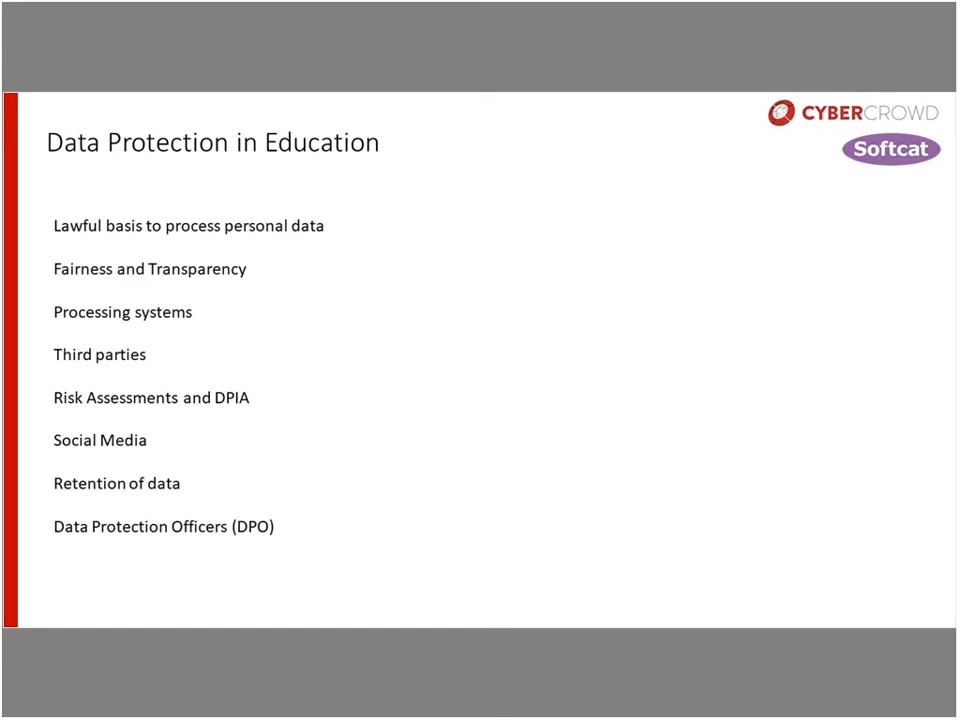 CYBERCROWD
Softcat
Data Protection in Education
Lawful basis to process personal data
Fairness and Transparency
Processing systems
Third parties
Risk Assessments and DPIA
Social Media
Retention of data
Data Protection Officers (DPO)